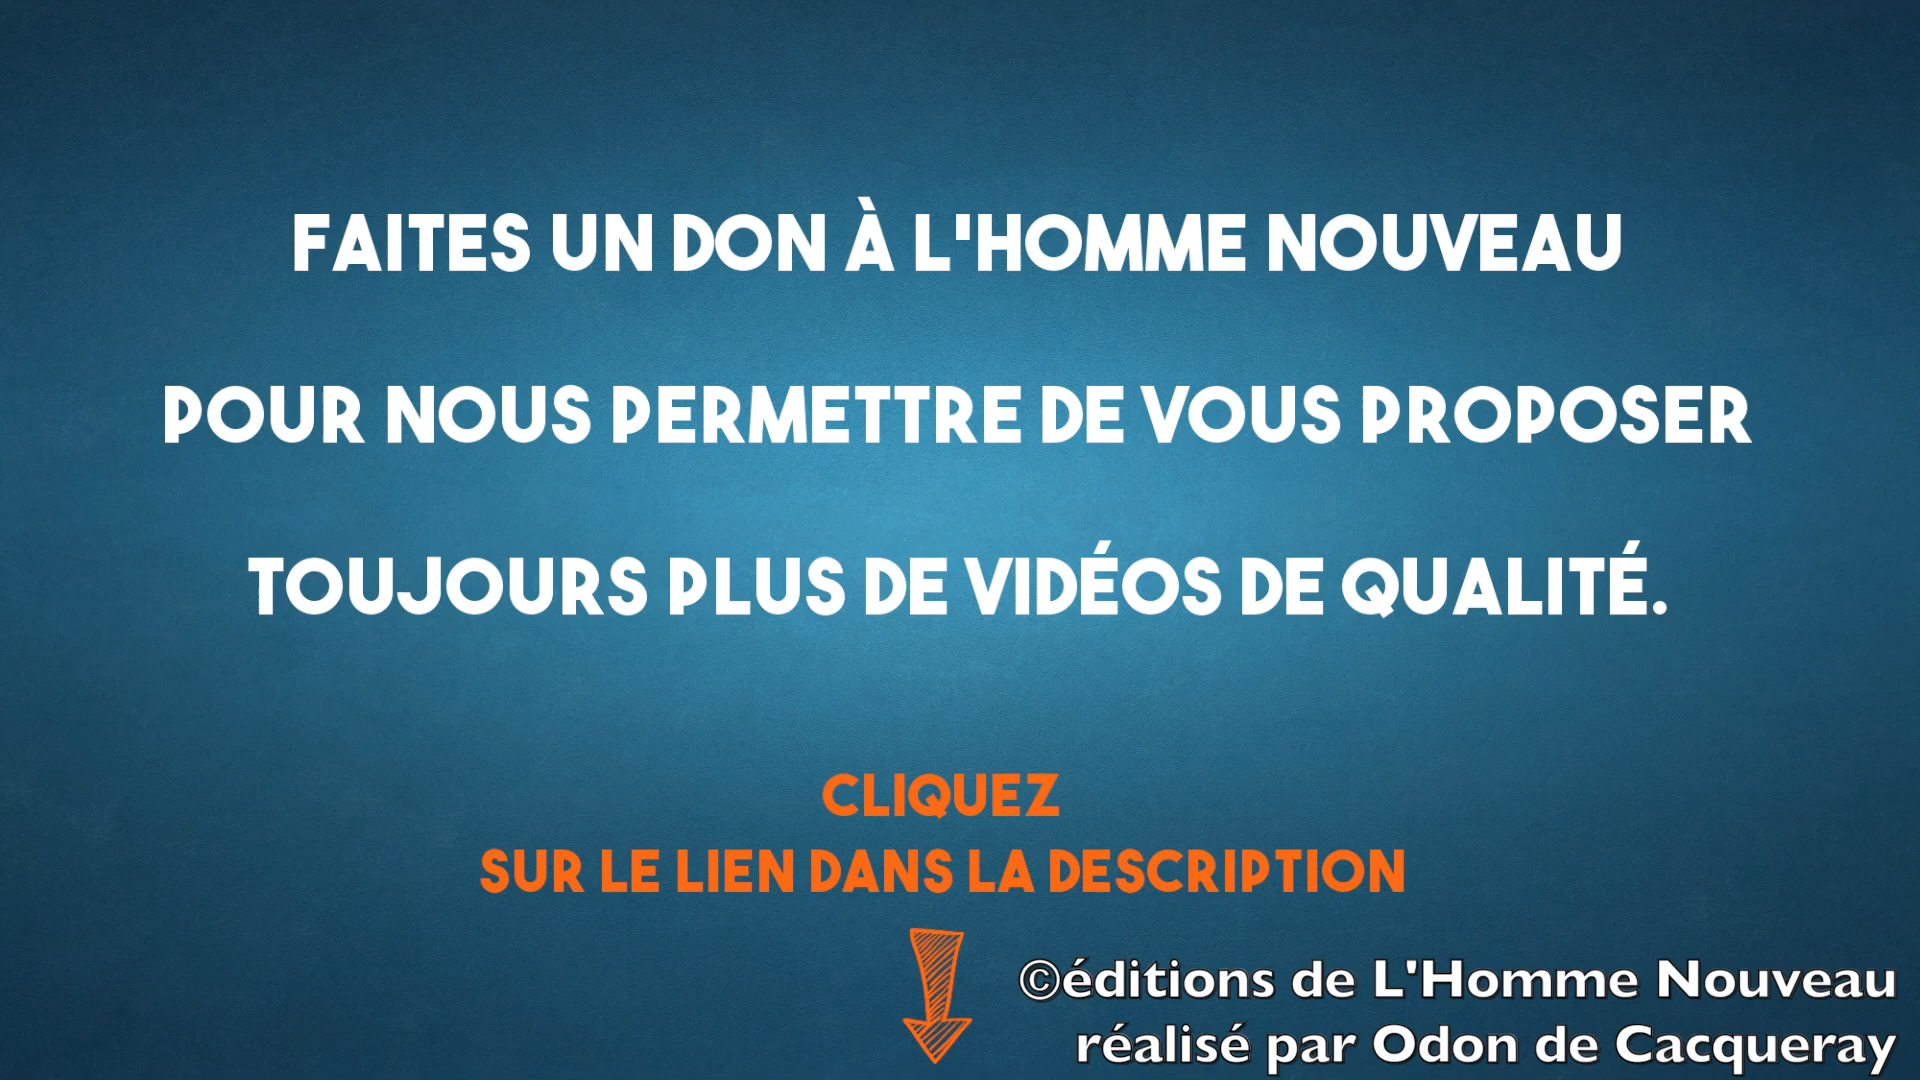 FAITES UN DON À L'HOMME NOUVEAU
POUR NOUS PERMETTRE DE VOUS PROPOSER
TOUJOURS PLUS DE VIDÉOS DE QUALITÉ.
CLIQUEZ
SUR LE LIEN DANS LA DESCRIPTION
©éditions de L'Homme Nouveau
réalisé par Odon de Cacqueray